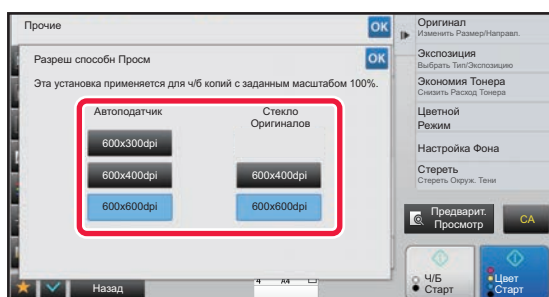 Прочие
OK
Разреш способн Просм
OK
Эта установка применяется для ч/б копий с заданным масштабом 100%.
Автоподатчик
Стекло
Оригиналов
600x300dpi
600x400dpi
600x400dpi
600x600dpi
600x600dpi
Назад
4 A4
Оригинал
Изменить Размер/Направл.
Экспозиция
Выбрать Тип/Экспозицию
Экономия Тонера
Снизить Расход Тонера
Цветной
Режим
Настройка Фона
Стереть
Стереть Окруж. Тени
Предварит.
Просмотр
CA
Ч/Б
Старт
Цвет
Старт